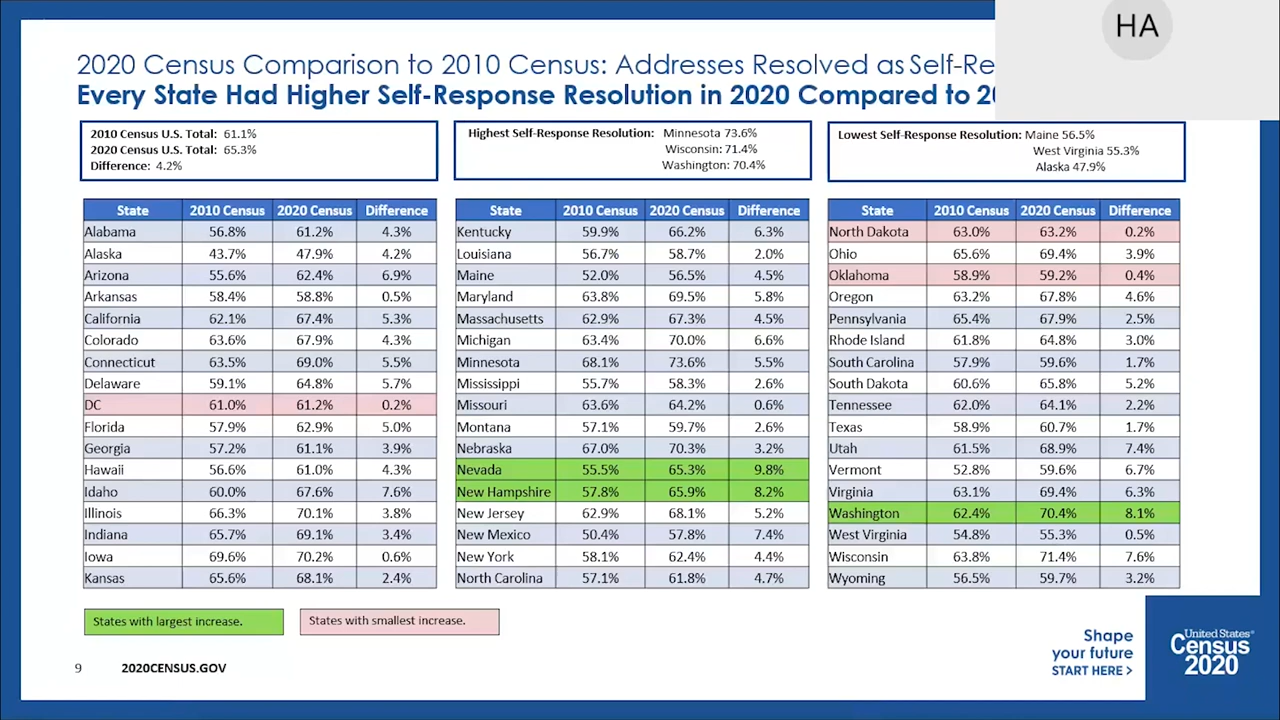 HA
2020 Census Comparison to 2010 Census: Addresses Resolved as Self-Re
Every State Had Higher Self-Response Resolution in 2020 Compared to 20
2010 Census U.S. Total: 61.1%
2020 Census U.S. Total: 65.3%
Difference: 4.2%
Highest Self-Response Resolution: Minnesota 73.6%
Wisconsin: 71.4%
Washington: 70.4%
Lowest Self-Response Resolution: Maine 56.5%
West Virginia 55.3%
Alaska 47.9%
State 2010 Census 2020 Census Difference
Alabama 56.8% 61.2% 4.3%
Alaska 43.7% 47.9% 4.2%
Arizona 55.6% 62.4% 6.9%
Arkansas 58.4% 58.8% 0.5%
California 62.1% 67.4% 5.3%
Colorado 63.6% 67.9% 4.3%
Connecticut 63.5% 69.0% 5.5%
Delaware 59.1% 64.8% 5.7%
DC 61.0% 61.2% 0.2%
Florida 57.9% 62.9% 5.0%
Georgia 57.2% 61.1% 3.9%
Hawaii 56.6% 61.0% 4.3%
Idaho 60.0% 67.6% 7.6%
Illinois 66.3% 70.1% 3.8%
Indiana 65.7% 69.1% 3.4%
Iowa 69.6% 70.2% 0.6%
Kansas 65.6% 68.1% 2.4%
State 2010 Census 2020 Census Difference
Kentucky 59.9% 66.2% 6.3%
Louisiana 56.7% 58.7% 2.0%
Maine 52.0% 56.5% 4.5%
Maryland 63.8% 69.5% 5.8%
Massachusetts 62.9% 67.3% 4.5%
Michigan 63.4% 70.0% 6.6%
Minnesota 68.1% 73.6% 5.5%
Mississippi 55.7% 58.3% 2.6%
Missouri 63.6% 64.2% 0.6%
Montana 57.1% 59.7% 2.6%
Nebraska 67.0% 70.3% 3.2%
Nevada 55.5% 65.3% 9.8%
New Hampshire 57.8% 65.9% 8.2%
New Jersey 62.9% 68.1% 5.2%
New Mexico 50.4% 57.8% 7.4%
New York 58.1% 62.4% 4.4%
North Carolina 57.1% 61.8% 4.7%
State 2010 Census 2020 Census Difference
North Dakota 63.0% 63.2% 0.2%
Ohio 65.6% 69.4% 3.9%
Oklahoma 58.9% 59.2% 0.4%
Oregon 63.2% 67.8% 4.6%
Pennsylvania 65.4% 67.9% 2.5%
Rhode Island 61.8% 64.8% 3.0%
South Carolina 57.9% 59.6% 1.7%
South Dakota 60.6% 65.8% 5.2%
Tennessee 62.0% 64.1% 2.2%
Texas 58.9% 60.7% 1.7%
Utah 61.5% 68.9% 7.4%
Vermont 52.8% 59.6% 6.7%
Virginia 63.1% 69.4% 6.3%
Washington 62.4% 70.4% 8.1%
West Virginia 54.8% 55.3% 0.5%
Wisconsin 63.8% 71.4% 7.6%
Wyoming 56.5% 59.7% 3.2%
States with largest increase.
States with smallest increase.
9 2020CENSUS.GOV
Shape
your future
START HERE >
United States®
Census
2020